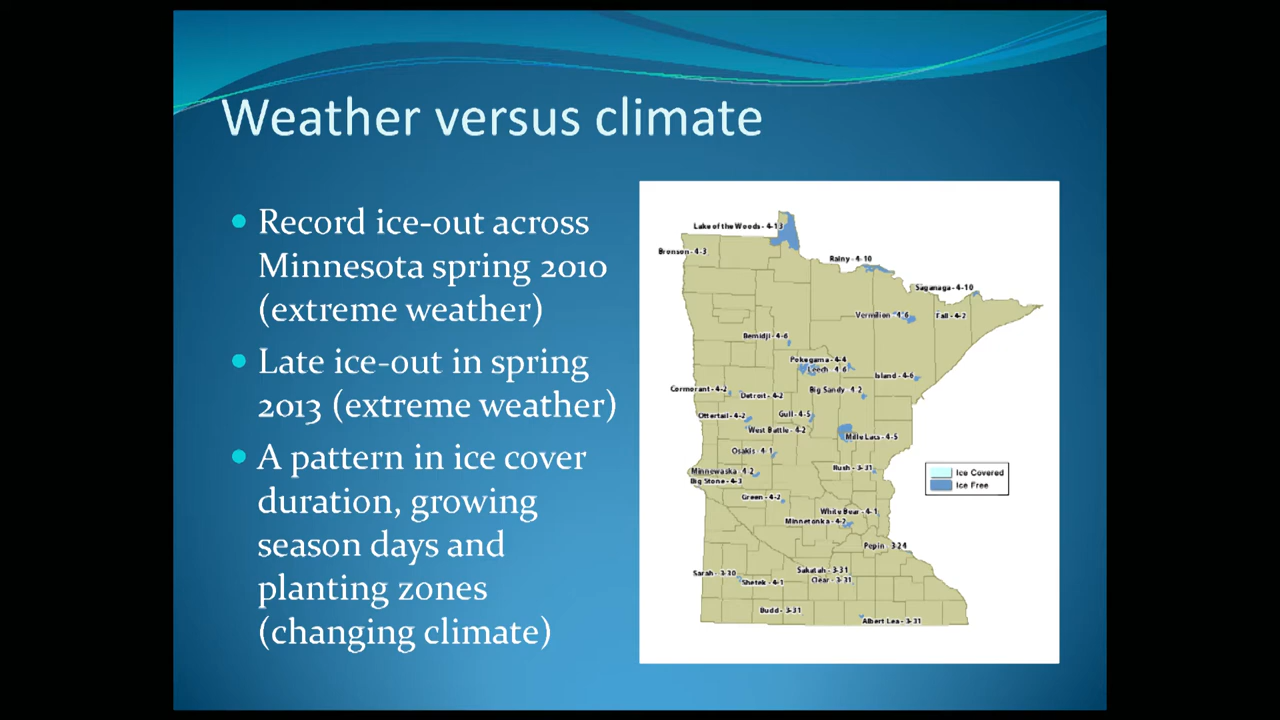 Weather versus climate
Record ice-out across
Minnesota spring 2010
(extreme weather)
Late ice-out in spring
2013 (extreme weather)
A pattern in ice cover
duration, growing
season days and
planting zones
(changing climate)
Lake of the Woods - 4-13
Bronson - 4-3
Rainy - 4-10
Saganaga - 4-10
Vermilion - 4-6
Fall - 4-2
Bemidji - 4-6
Pokegama - 4-4
Leech - 4-6
Island - 4-6
Cormorant - 4-2
Detroit - 4-2
Big Sandy - 4-2
Ottertail - 4-2
Gull - 4-5
West Battle - 4-2
Mille Lacs - 4-5
Osakis - 4-1
Minnewaska - 4-2
Rush - 3-31
Big Stone - 4-3
Ice Covered
Ice Free
Green - 4-2
White Bear - 4-1
Minnetonka - 4-2
Pepin - 3-24
Sarah - 3-30
Shetek - 4-1
Sakatah - 3-31
Clear - 3-31
Budd - 3-31
Albert Lea - 3-31